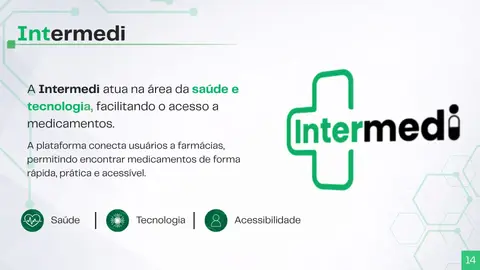 Intermedi
A Intermedi atua na área da saúde e
tecnologia, facilitando o acesso a
medicamentos.
A plataforma conecta usuários a farmácias,
permitindo encontrar medicamentos de forma
rápida, prática e acessível.
Intermedi
Saúde
Tecnologia
Acessibilidade
14